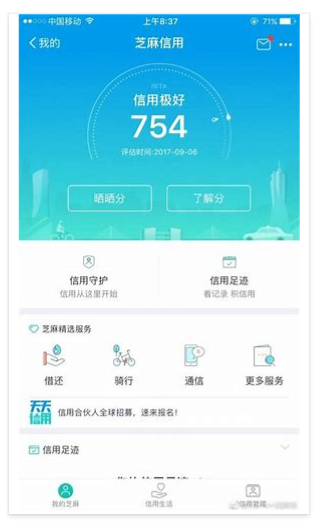 中国移动 上午8:37 71%
我的 芝麻信用
BETA
信用极好
754
评估时间:2017-09-06
晒晒分 了解分
信用守护 信用足迹
信用从这里开始 看记录 积信用
芝麻精选服务
借还 骑行 通信 更多服务
天天信用 信用合伙人全球招募，速来报名！
信用足迹
我的芝麻 信用生活 信用管理